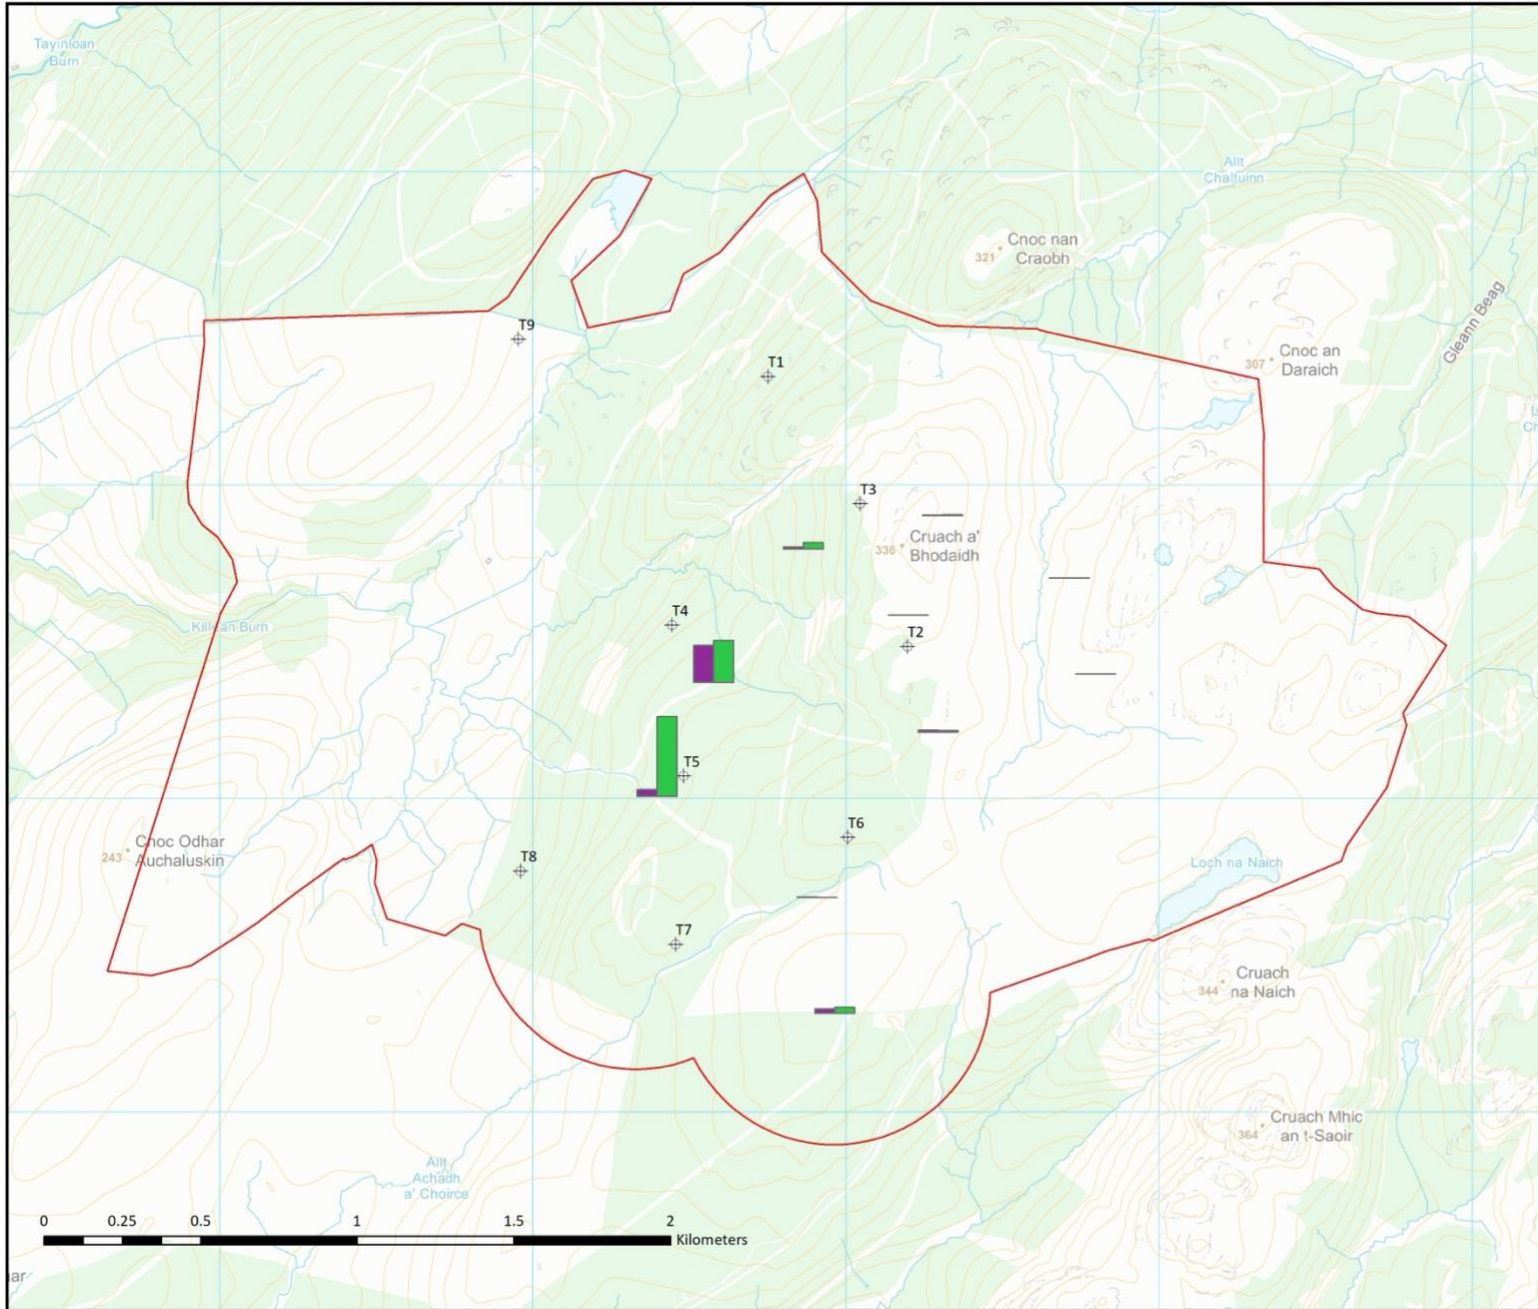 Tayinloan
Burn
Allt
Chaltuinn
Cnoc nan
Craobh
321
Gleann Beag
T9
Cnoc an
Daraich
307
T1
T3
Cruach a'
Bhodaidh
336
T4
Killean Burn
T2
T5
T6
Cnoc Odhar
Auchaluskin
243
T8
Loch na Naich
T7
Cruach
na Naich
344
Cruach Mhic
an t-Saoir
364
Allt
Achadh
a' Choirce
0 0.25 0.5 1 1.5 2
Kilometers